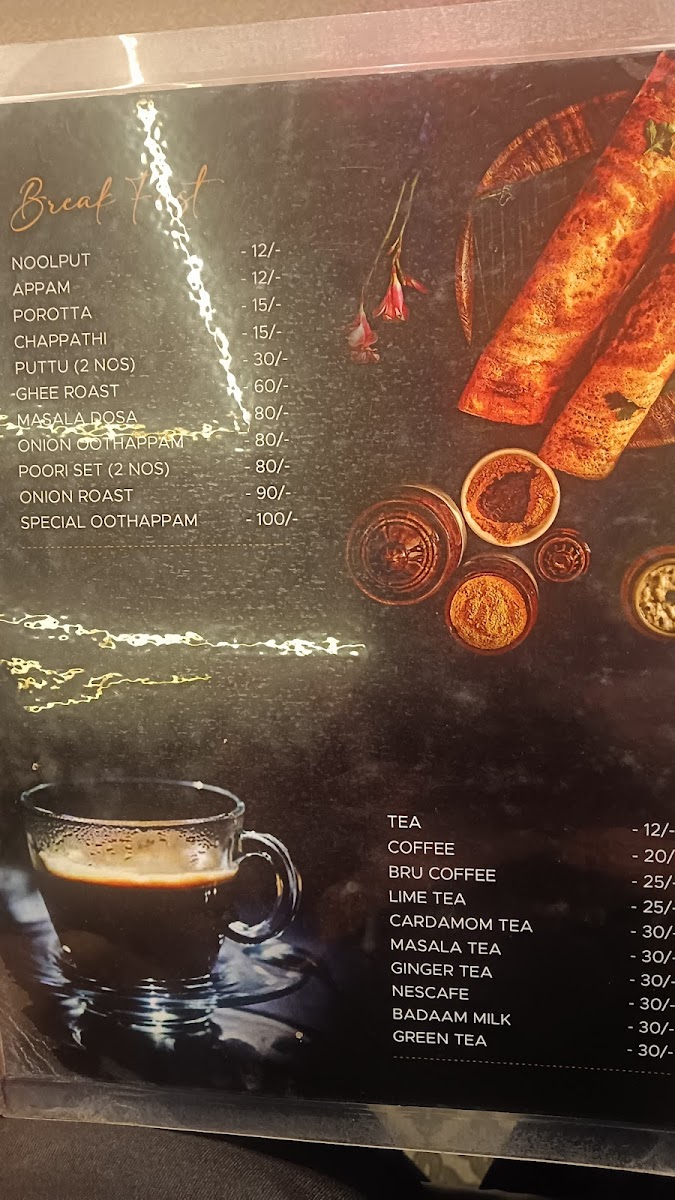 Break Fast
NOOLPUT - 12/-
APPAM - 12/-
POROTTA - 15/-
CHAPPATHI - 15/-
PUTTU (2 NOS) - 30/-
-GHEE ROAST - 60/-
MASALA DOSA - 80/-
ONION OOTHAPPAM - 80/-
POORI SET (2 NOS) - 80/-
ONION ROAST - 90/-
SPECIAL OOTHAPPAM - 100/-
TEA - 12/-
COFFEE - 20/
BRU COFFEE - 25/-
LIME TEA - 25/-
CARDAMOM TEA - 30/-
MASALA TEA - 30/-
GINGER TEA - 30/-
NESCAFE - 30/-
BADAAM MILK - 30/-
GREEN TEA - 30/-